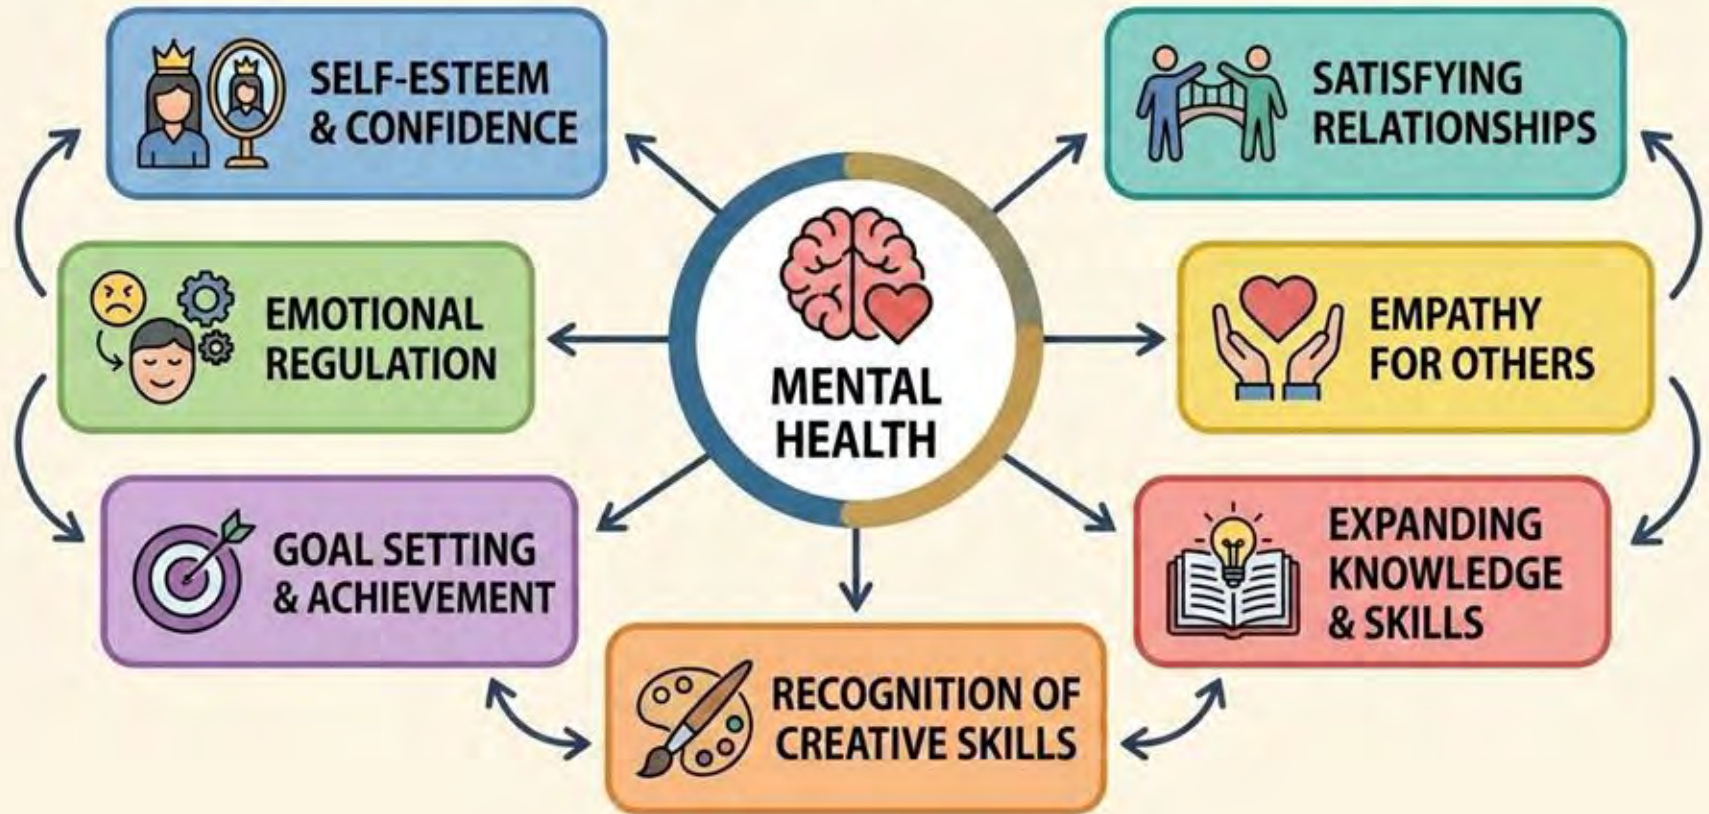 SELF-ESTEEM
& CONFIDENCE
SATISFYING
RELATIONSHIPS
EMOTIONAL
REGULATION
MENTAL
HEALTH
EMPATHY
FOR OTHERS
GOAL SETTING
& ACHIEVEMENT
EXPANDING
KNOWLEDGE
& SKILLS
RECOGNITION OF
CREATIVE SKILLS